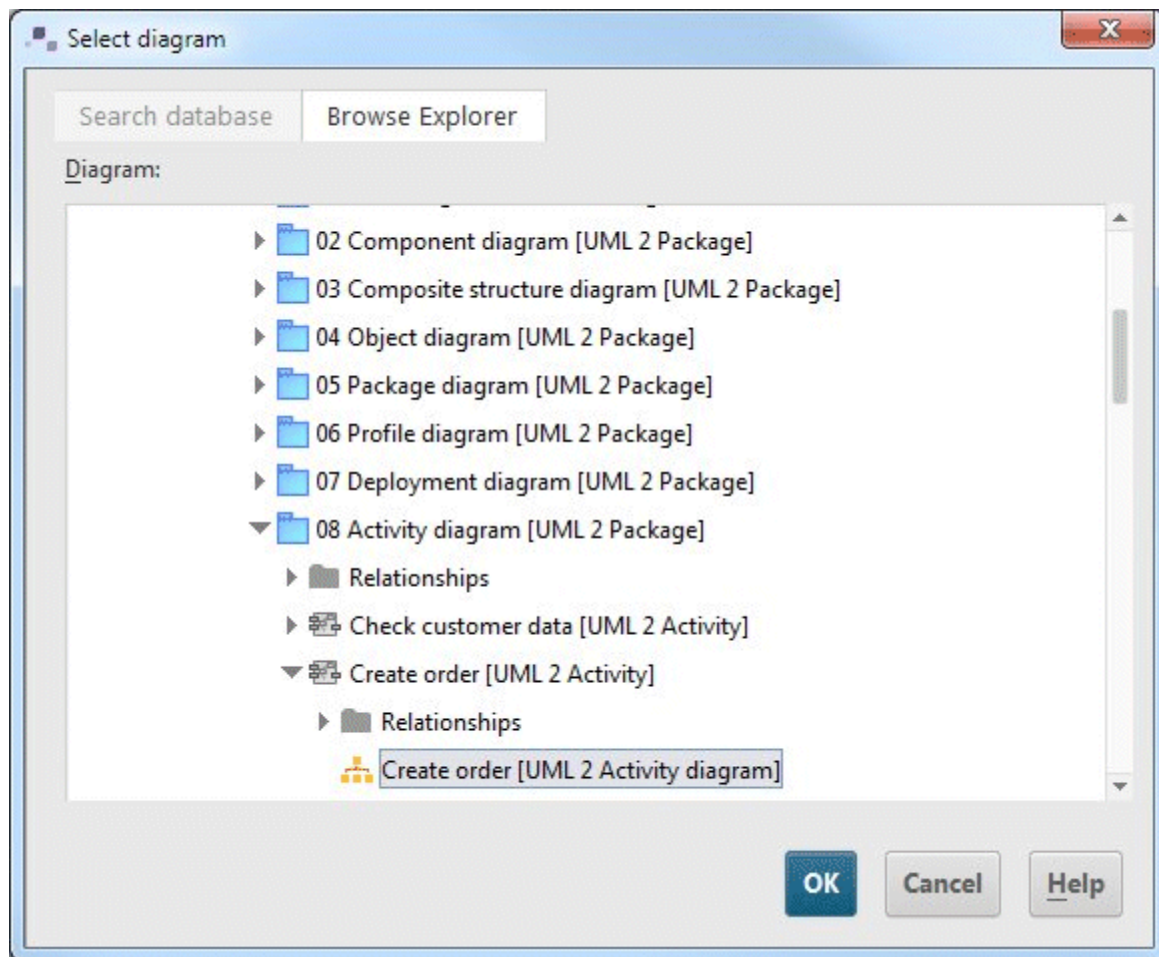 Select diagram
Search database
Browse Explorer
Diagram:
02 Component diagram [UML 2 Package]
03 Composite structure diagram [UML 2 Package]
04 Object diagram [UML 2 Package]
05 Package diagram [UML 2 Package]
06 Profile diagram [UML 2 Package]
07 Deployment diagram [UML 2 Package]
08 Activity diagram [UML 2 Package]
Relationships
Check customer data [UML 2 Activity]
Create order [UML 2 Activity]
Relationships
Create order [UML 2 Activity diagram]
OK
Cancel
Help